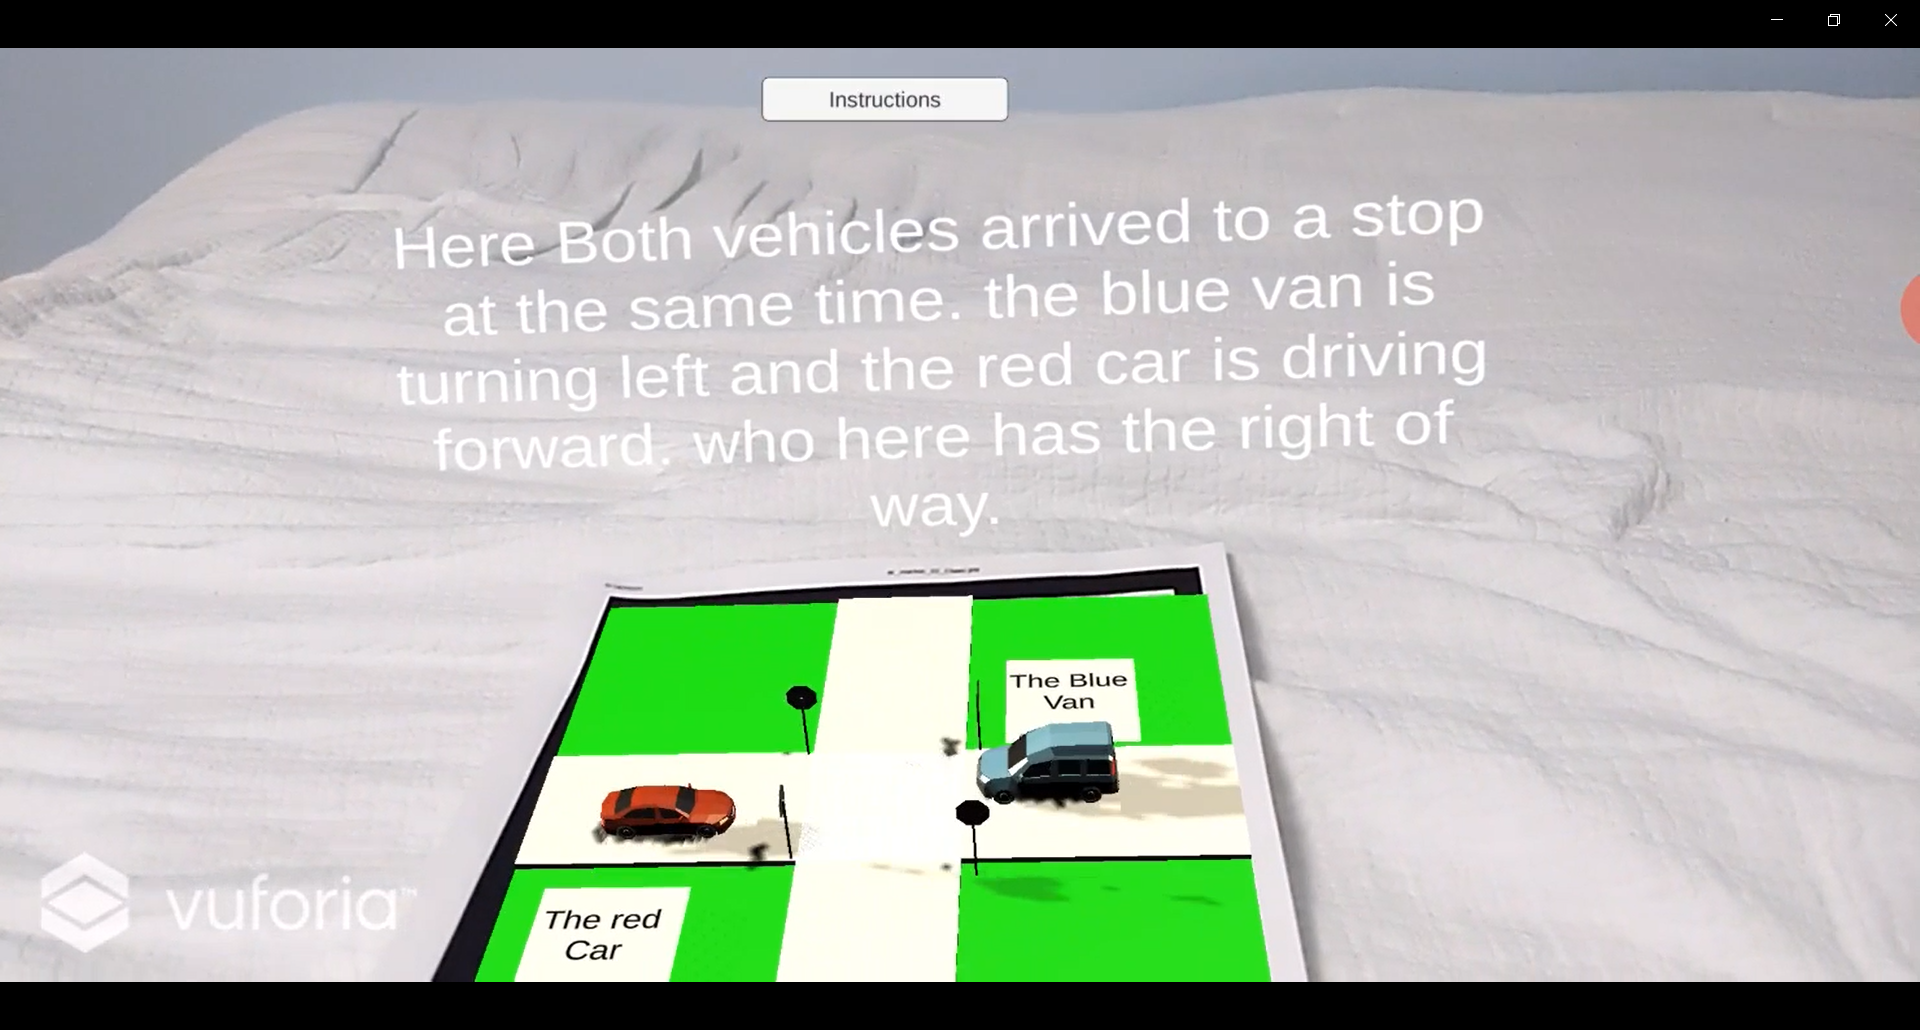 Instructions
Here Both vehicles arrived to a stop
at the same time. the blue van is
turning left and the red car is driving
forward. who here has the right of
way.
The Blue
Van
The red
Car
vuforia™